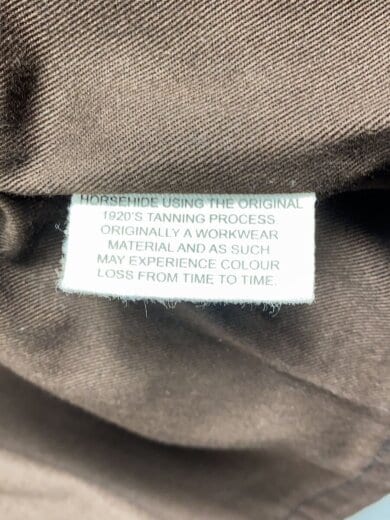 HORSEHIDE USING THE ORIGINAL
1920'S TANNING PROCESS
ORIGINALLY A WORKWEAR
MATERIAL AND AS SUCH
MAY EXPERIENCE COLOUR
LOSS FROM TIME TO TIME.